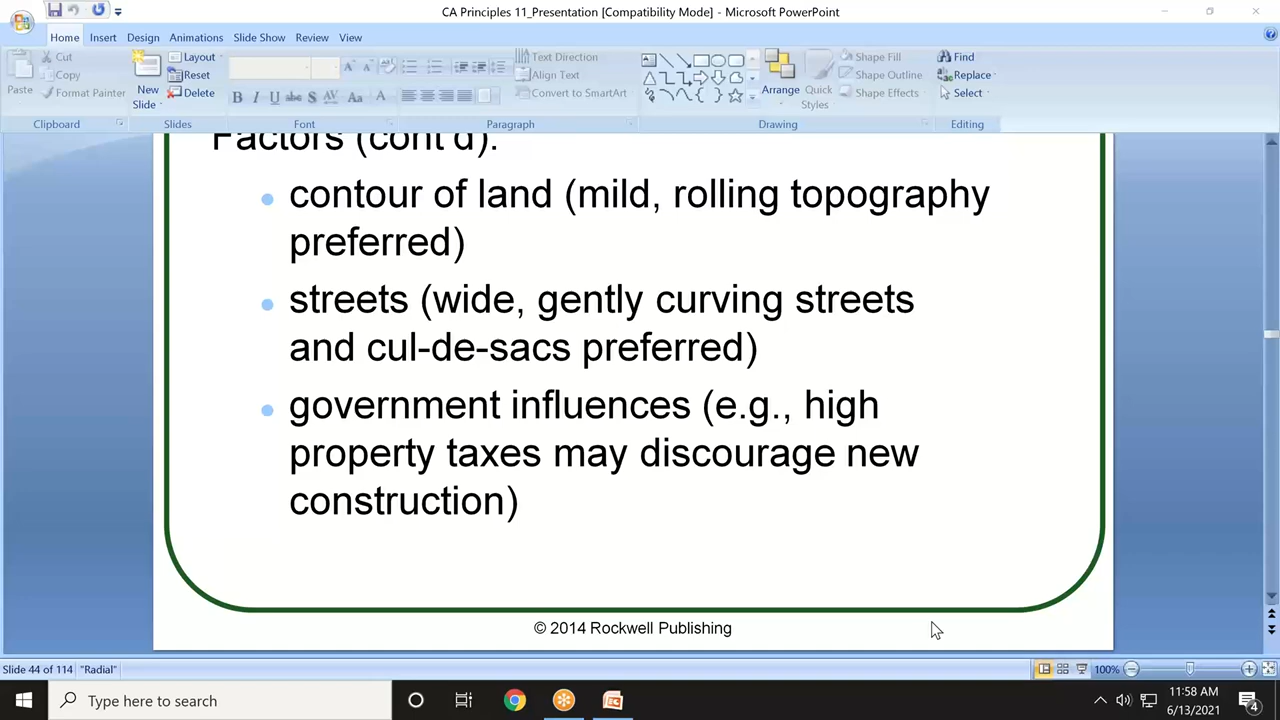 CA Principles 11_Presentation [Compatibility Mode] - Microsoft PowerPoint
Home Insert Design Animations Slide Show Review View
Paste
Cut
Copy
Format Painter
Clipboard
New Slide
Layout
Reset
Delete
Slides
B I U abc S AV Aa A
Font
Text Direction
Align Text
Convert to SmartArt
Paragraph
Arrange
Quick Styles
Shape Fill
Shape Outline
Shape Effects
Drawing
Find
Replace
Select
Editing
Factors (cont'd):
contour of land (mild, rolling topography
preferred)
streets (wide, gently curving streets
and cul-de-sacs preferred)
government influences (e.g., high
property taxes may discourage new
construction)
© 2014 Rockwell Publishing
Slide 44 of 114 "Radial" 100%
Type here to search
11:58 AM
6/13/2021
4